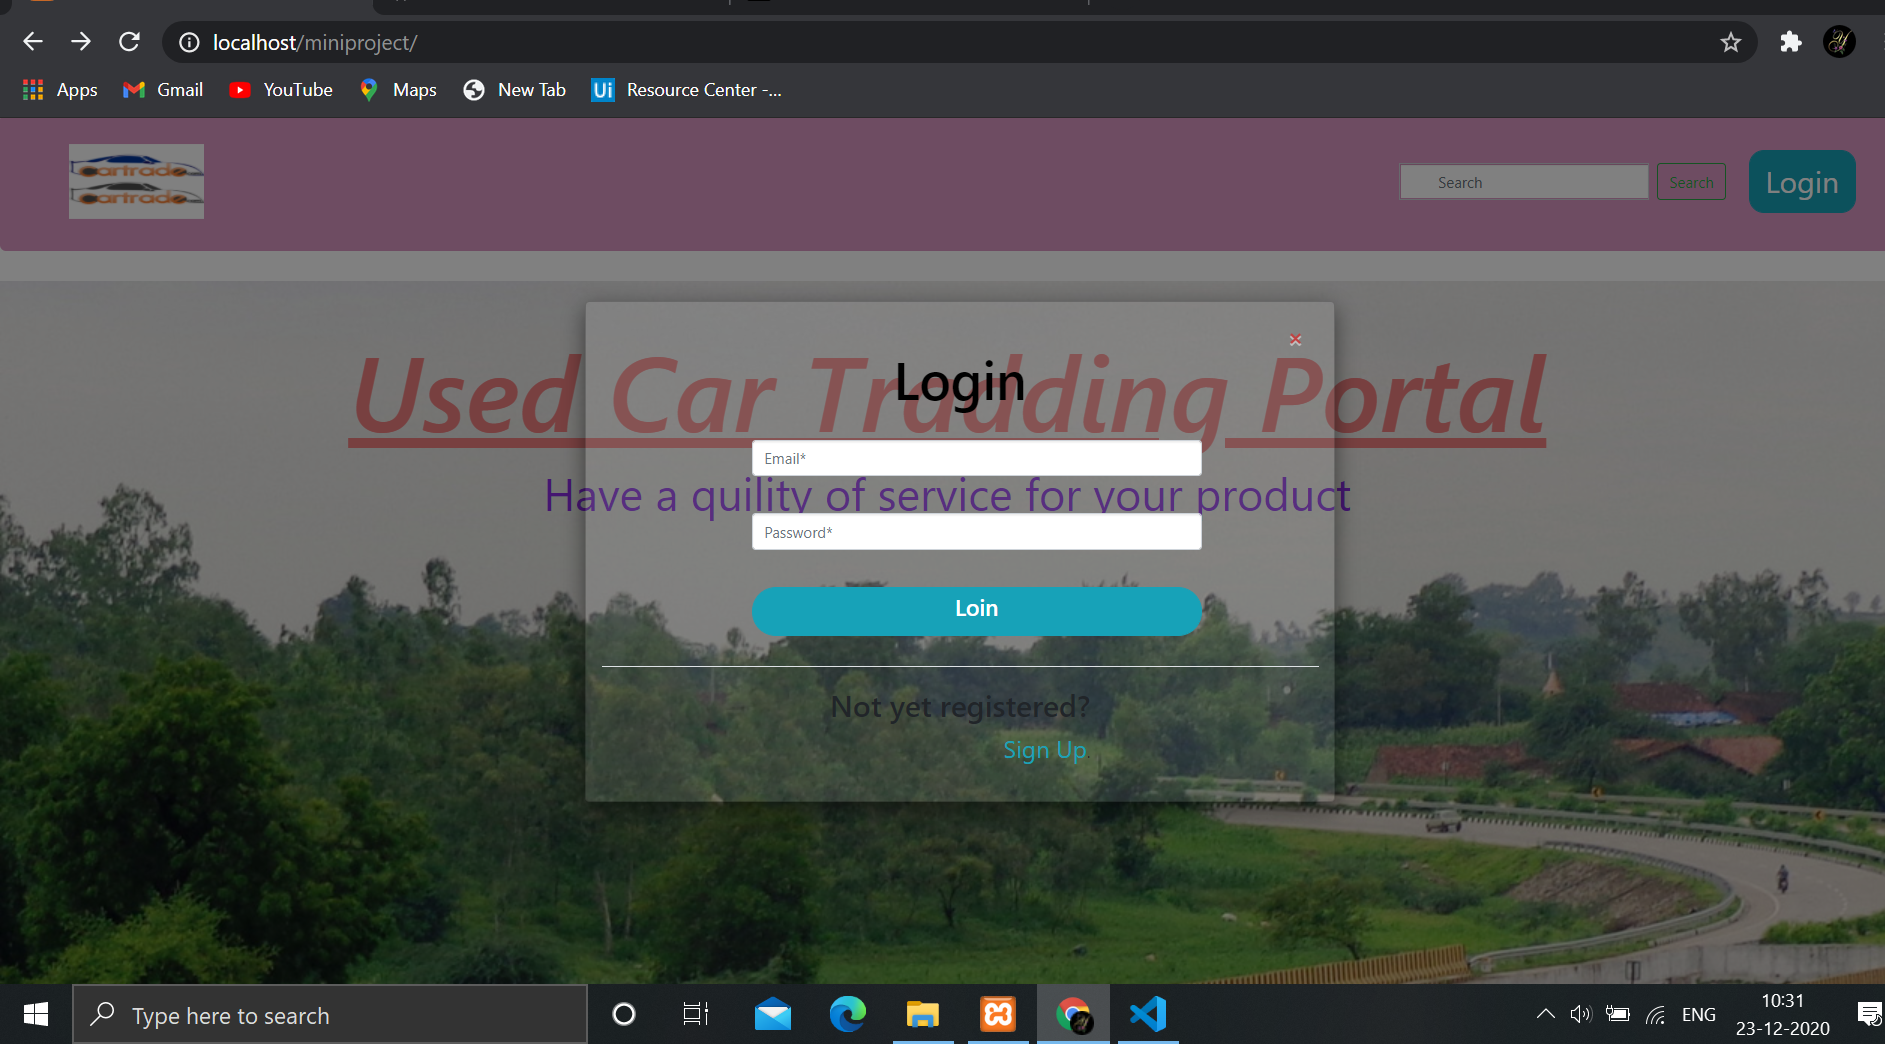 localhost/miniproject/
Apps Gmail YouTube Maps New Tab Ui Resource Center -...
cartrade
cartrade
Search Search Login
Used Car Tradding Portal
Login
Email*
Have a quility of service for your product
Password*
Loin
Not yet registered?
Sign Up
Type here to search
ENG
10:31
23-12-2020